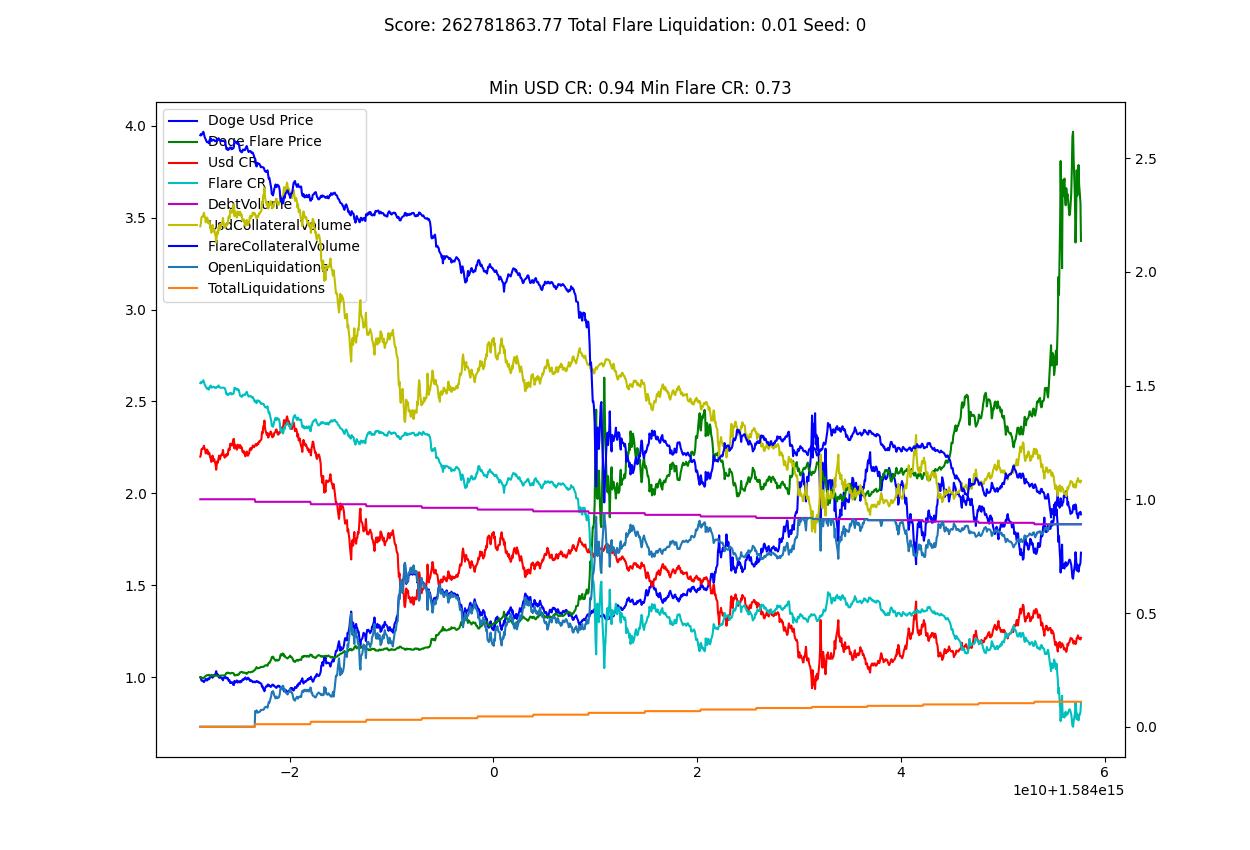 Score: 262781863.77 Total Flare Liquidation: 0.01 Seed: 0
Min USD CR: 0.94 Min Flare CR: 0.73
Doge Usd Price
Doge Flare Price
Usd CR
Flare CR
DebtVolume
UsdCollateralVolume
FlareCollateralVolume
OpenLiquidations
TotalLiquidations
4.0
3.5
3.0
2.5
2.0
1.5
1.0
2.5
2.0
1.5
1.0
0.5
0.0
−2
0
2
4
6
1e10+1.584e15